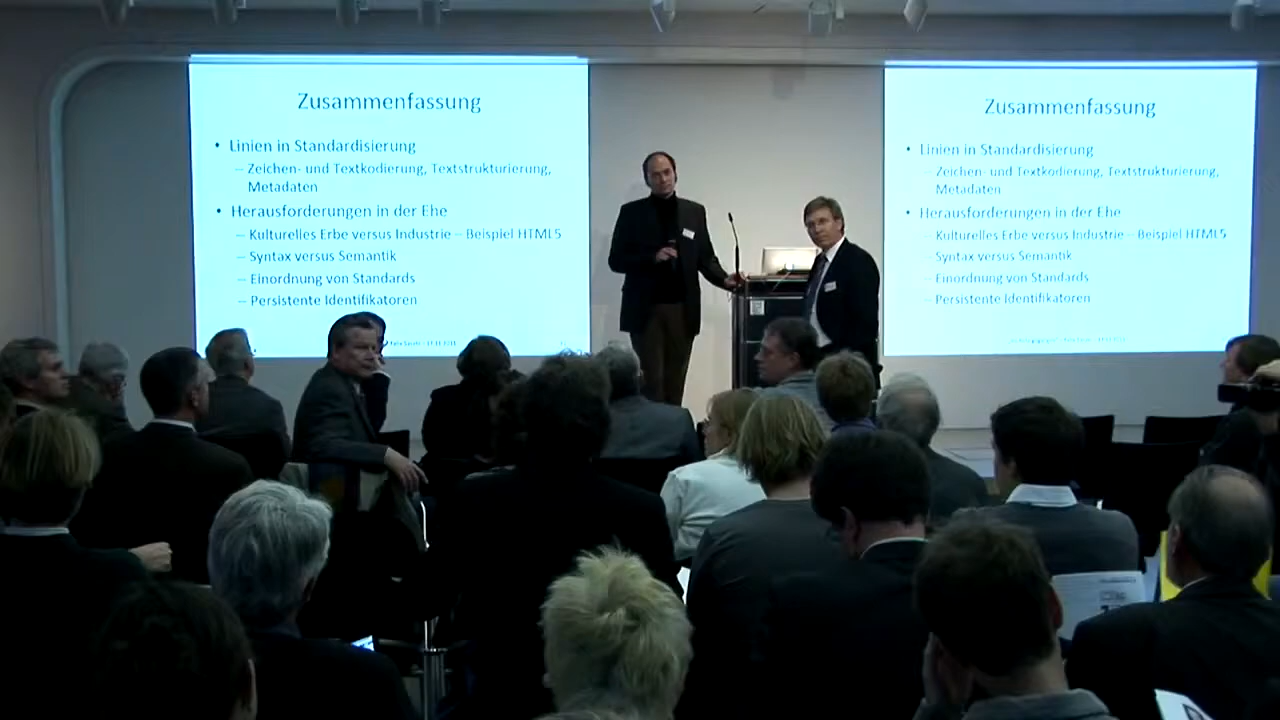 Zusammenfassung
• Linien in Standardisierung
– Zeichen- und Textkodierung, Textstrukturierung,
Metadaten
• Herausforderungen in der Ehe
– Kulturelles Erbe versus Industrie – Beispiel HTML5
– Syntax versus Semantik
– Einordnung von Standards
– Persistente Identifikatoren
Zusammenfassung
• Linien in Standardisierung
– Zeichen- und Textkodierung, Textstrukturierung,
Metadaten
• Herausforderungen in der Ehe
– Kulturelles Erbe versus Industrie – Beispiel HTML5
– Syntax versus Semantik
– Einordnung von Standards
– Persistente Identifikatoren